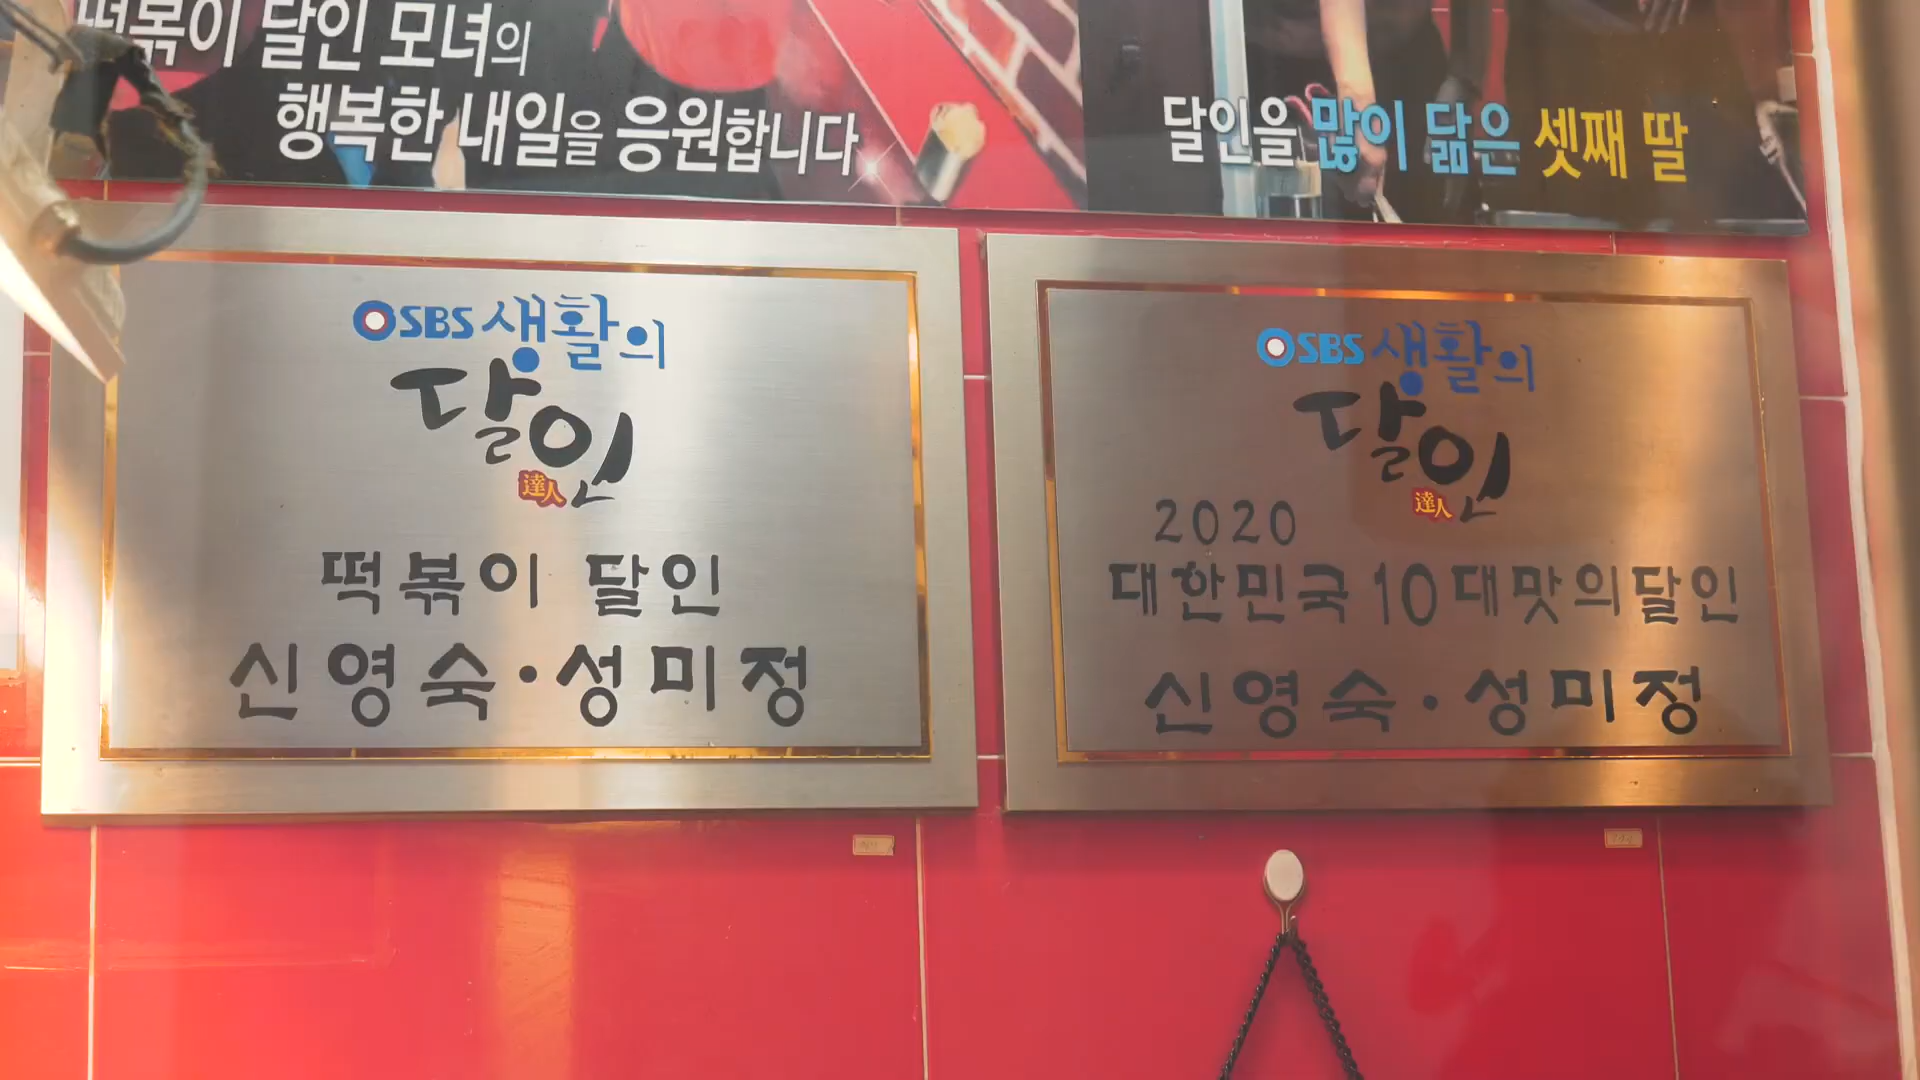 떡볶이 달인 모녀의
행복한 내일을 응원합니다
달인을 많이 닮은 셋째 딸
SBS 생활의
달인
達人
떡볶이 달인
신영숙·성미정
SBS 생활의
달인
達人
2020
대한민국 10대맛의달인
신영숙·성미정